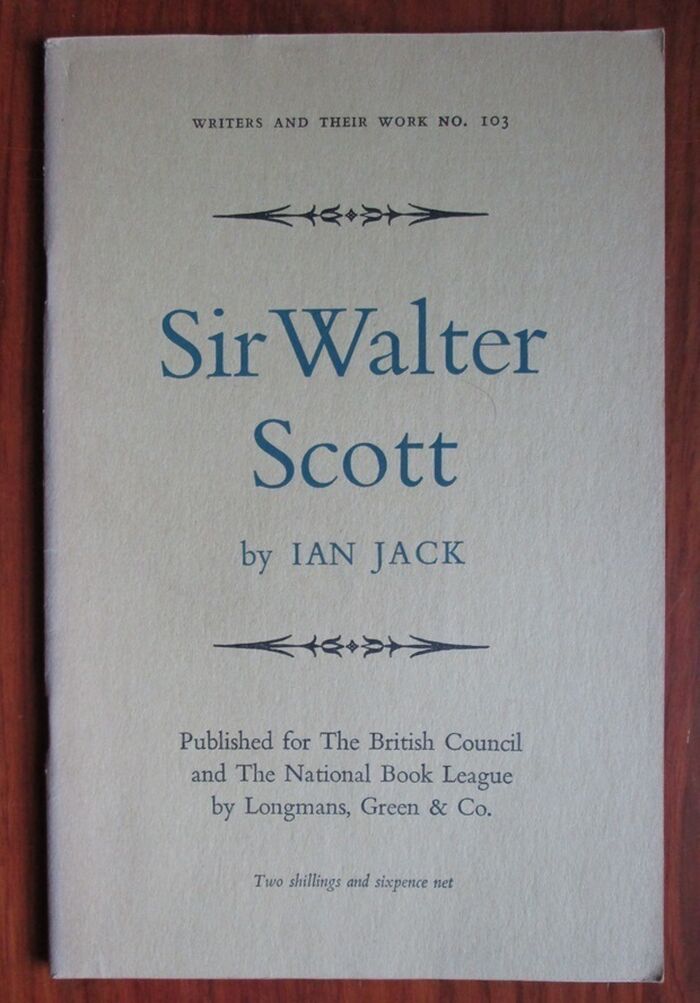 WRITERS AND THEIR WORK NO. 103
Sir Walter
Scott
by IAN JACK
Published for The British Council
and The National Book League
by Longmans, Green & Co.
Two shillings and sixpence net